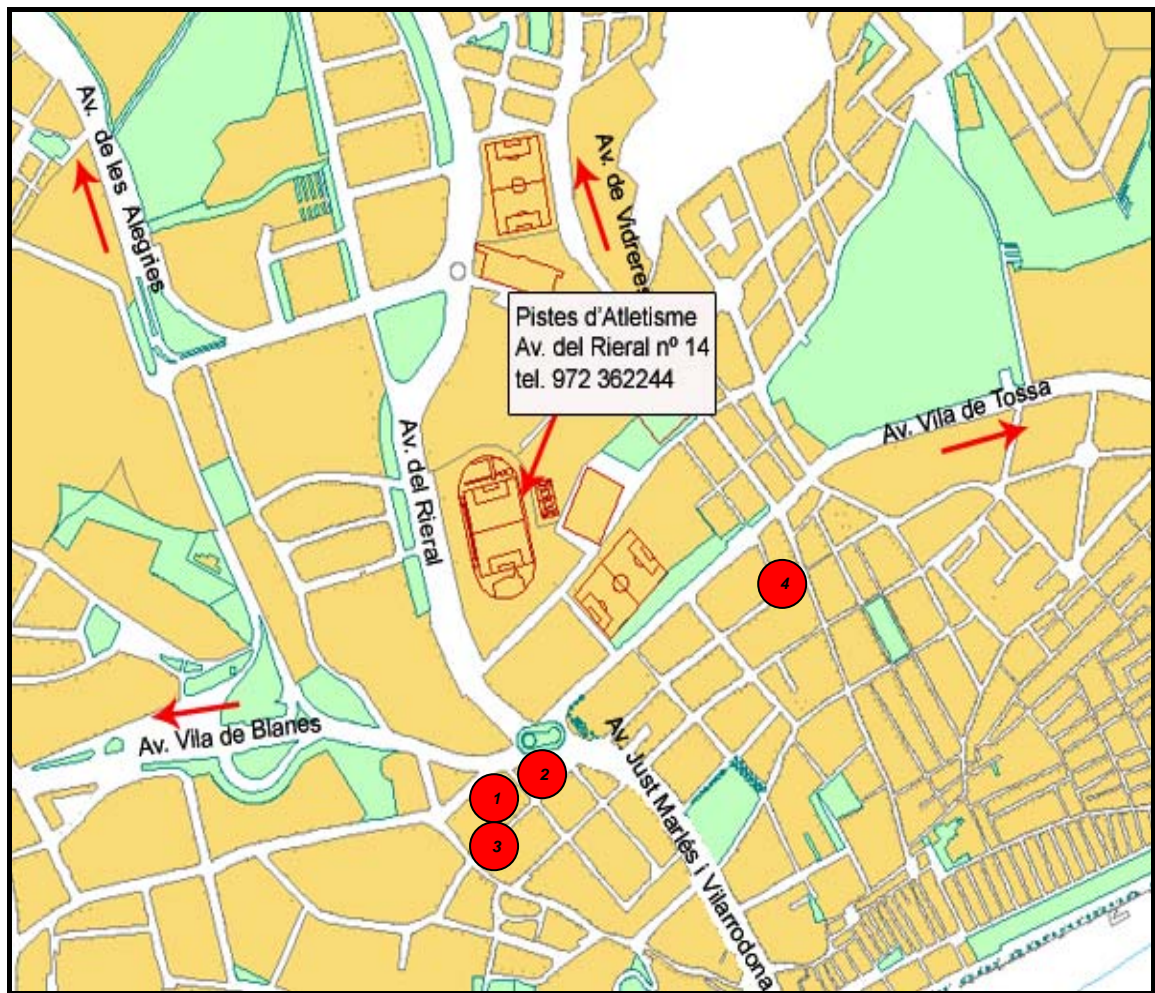 Av. de les Alegries
Av. de Vidreres
Pistes d'Atletisme
Av. del Rieral nº 14
tel. 972 362244
Av. Vila de Tossa
Av. del Rieral
4
Av. Vila de Blanes
Av. Just Marlés i Vilarrodona
2
1
3